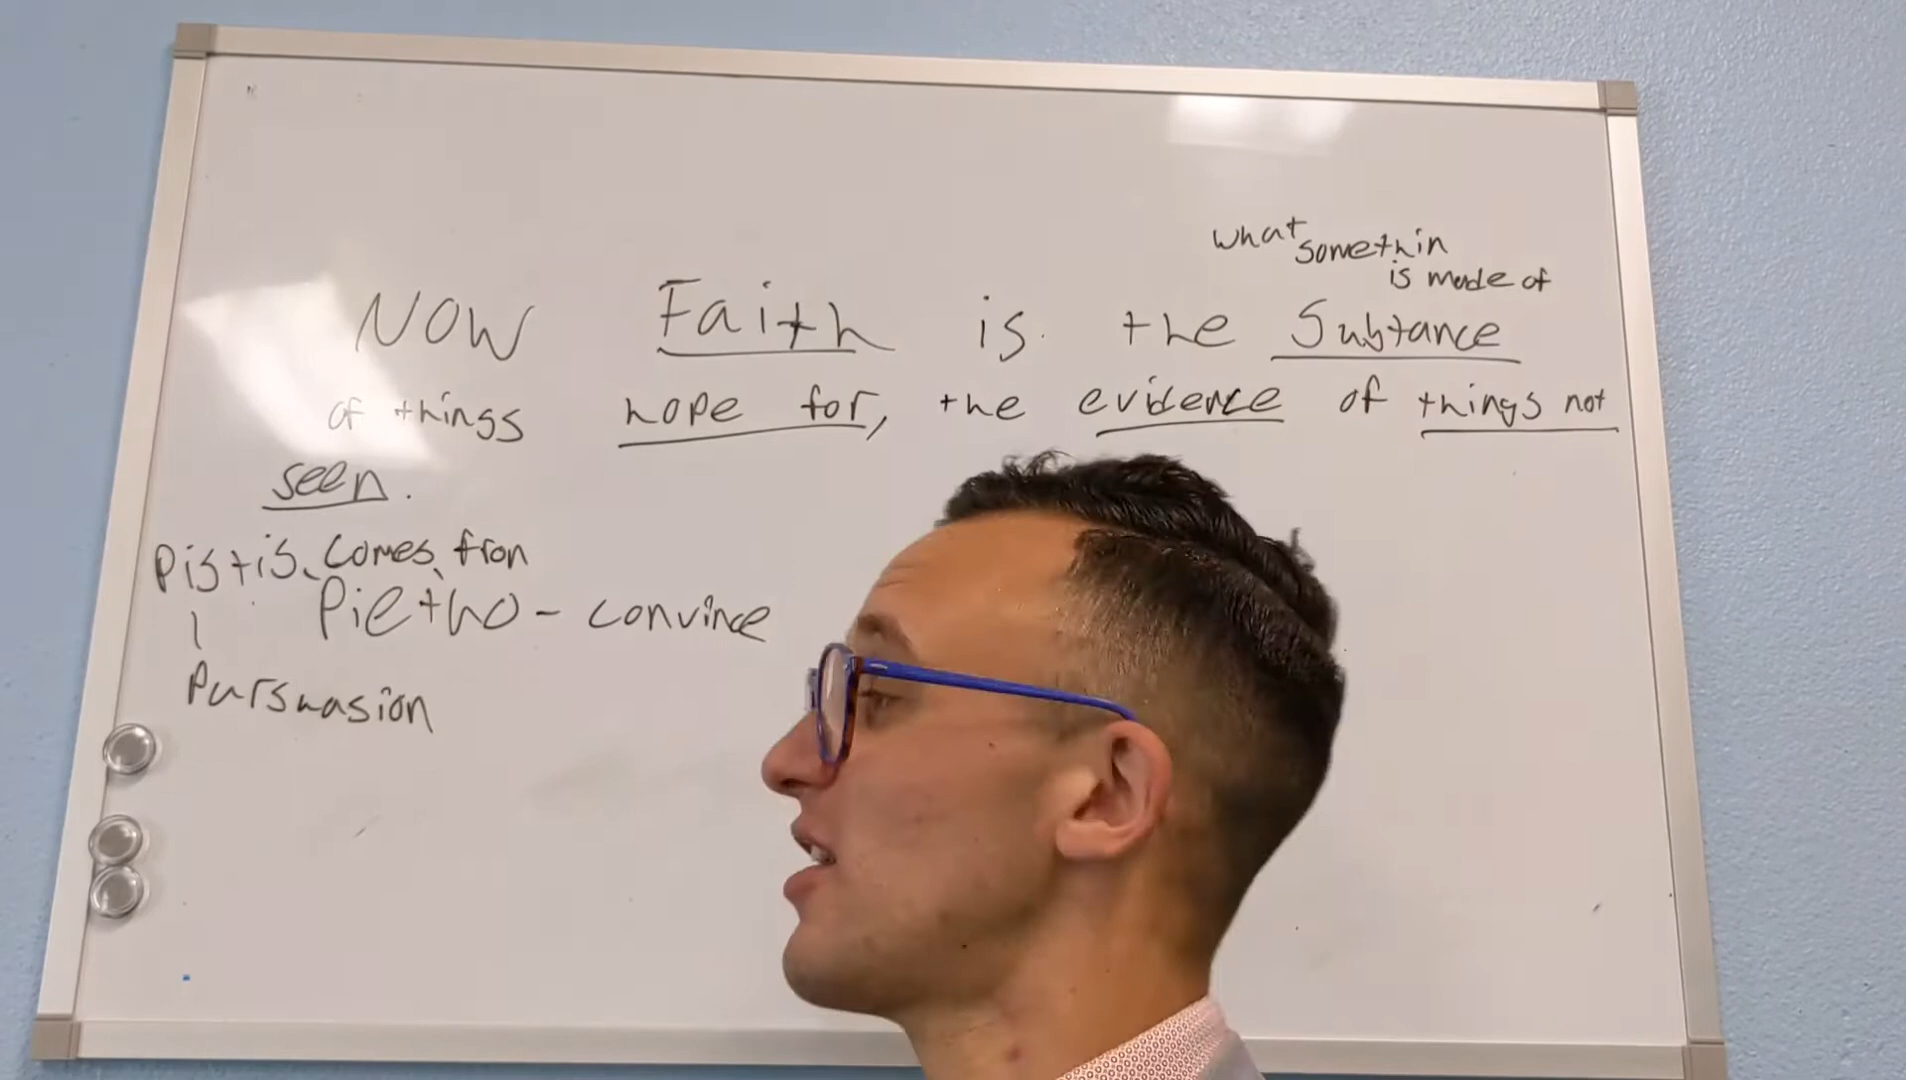 what
somethin
is made of
NOW Faith is the Substance
of things hope for, the evidence of things not
seen.
Pistis comes from
Pietho - convince
Pursuasion